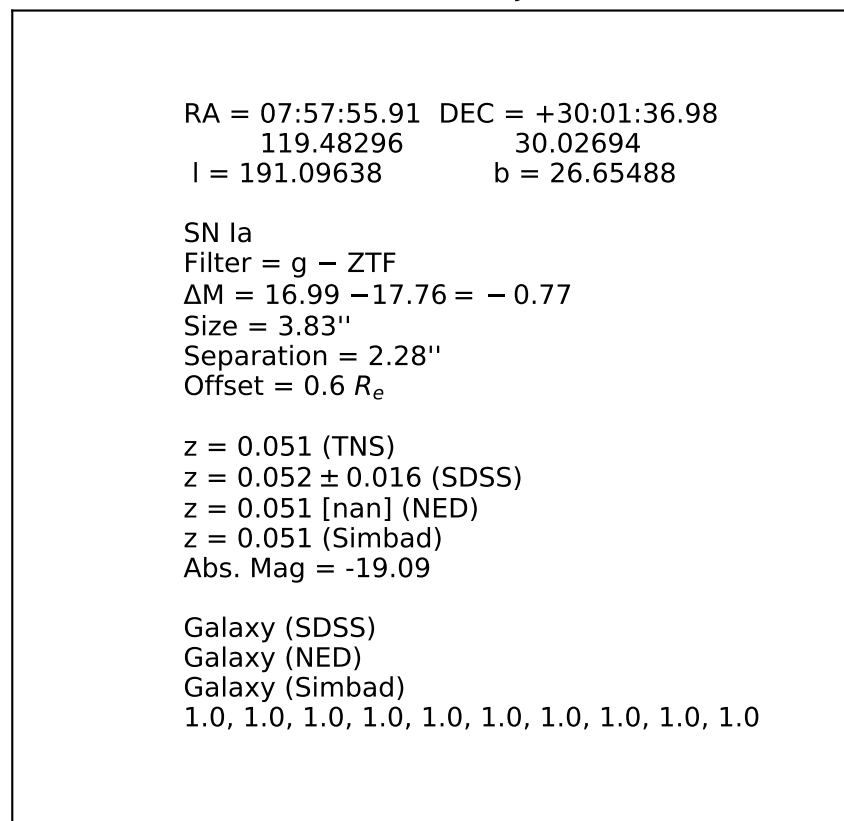 RA = 07:57:55.91  DEC = +30:01:36.98
119.48296 30.02694
l = 191.09638 b = 26.65488
SN Ia
Filter = g − ZTF
ΔM = 16.99 −17.76 = − 0.77
Size = 3.83''
Separation = 2.28''
Offset = 0.6 Rₑ
z = 0.051 (TNS)
z = 0.052 ± 0.016 (SDSS)
z = 0.051 [nan] (NED)
z = 0.051 (Simbad)
Abs. Mag = -19.09
Galaxy (SDSS)
Galaxy (NED)
Galaxy (Simbad)
1.0, 1.0, 1.0, 1.0, 1.0, 1.0, 1.0, 1.0, 1.0, 1.0